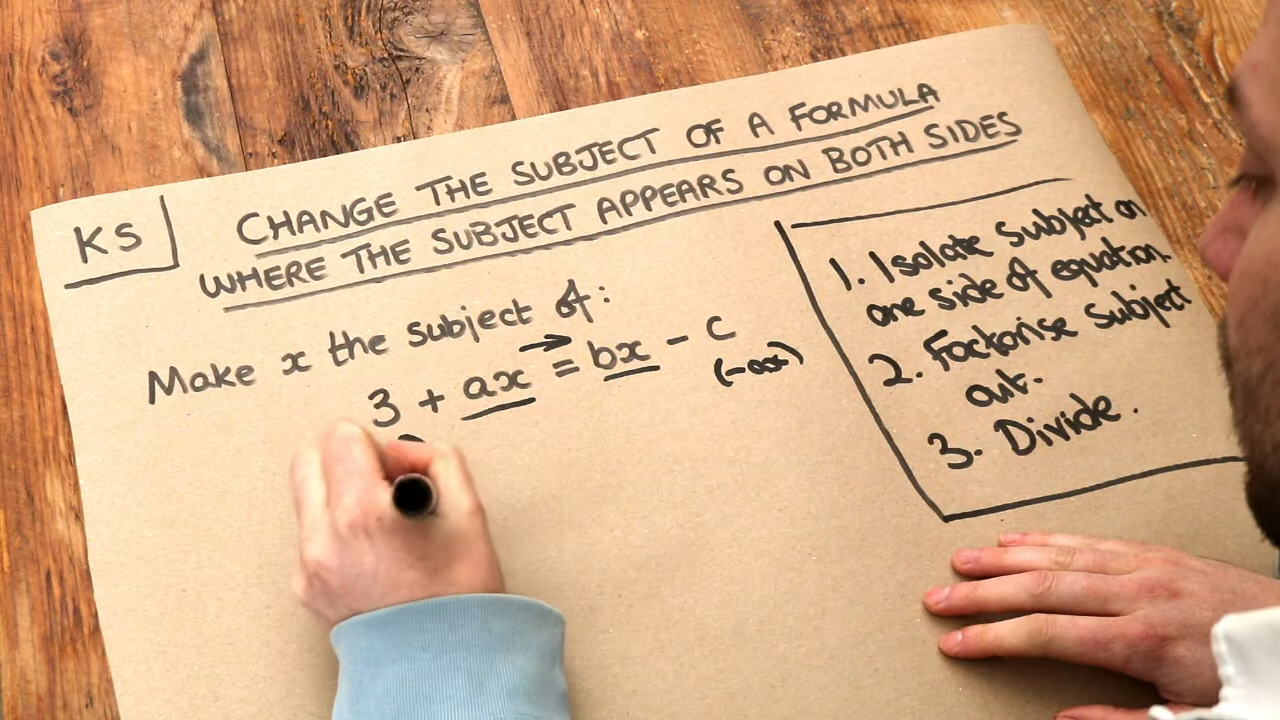 KS
CHANGE THE SUBJECT OF A FORMULA
WHERE THE SUBJECT APPEARS ON BOTH SIDES
Make x the subject of:
3 + ax = bx - c
(-ax)
1. Isolate subject on
one side of equation.
2. Factorise subject
out.
3. Divide.